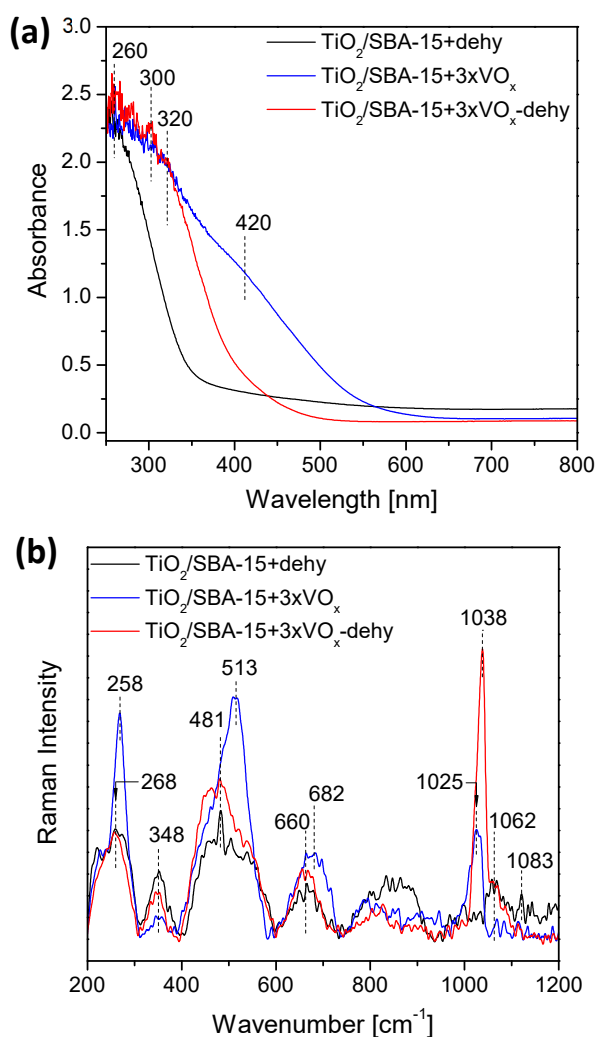 (a)
TiO2/SBA-15+dehy
TiO2/SBA-15+3xVOx
TiO2/SBA-15+3xVOx-dehy
260
300
320
420
3.0
2.5
2.0
1.5
1.0
0.5
0.0
Absorbance
300 400 500 600 700 800
Wavelength [nm]
(b)
TiO2/SBA-15+dehy
TiO2/SBA-15+3xVOx
TiO2/SBA-15+3xVOx-dehy
1038
258
513
481
268
348
660
682
1025
1062
1083
Raman Intensity
200 400 600 800 1000 1200
Wavenumber [cm-1]